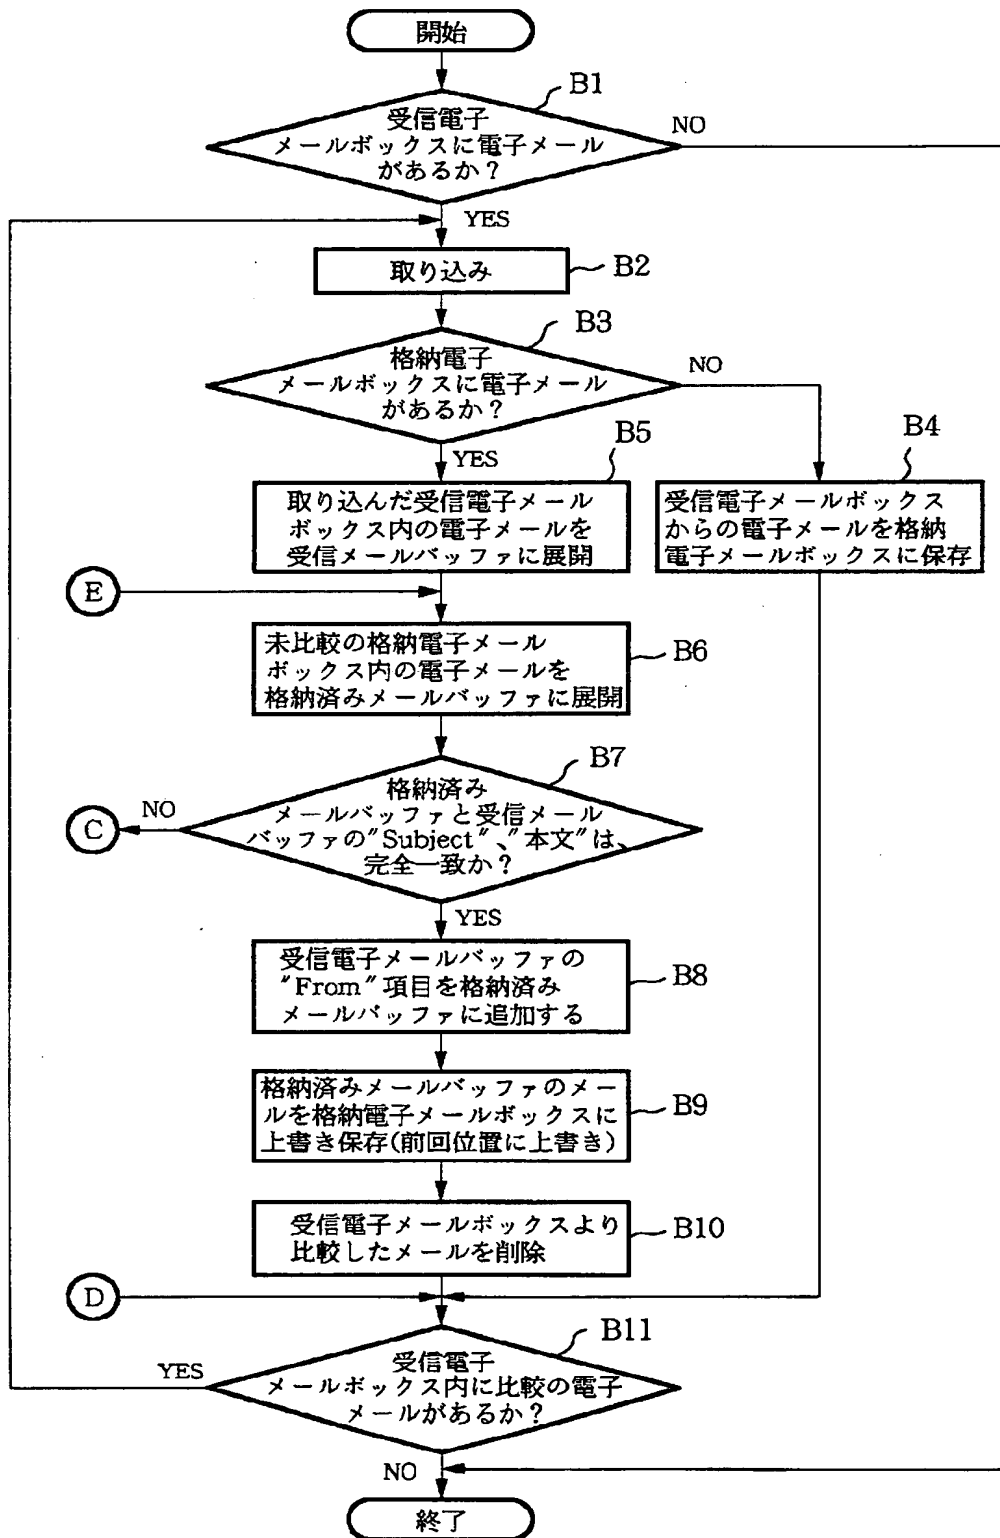 開始
B1
受信電子
メールボックスに電子メール
があるか?
NO
YES
取り込み
B2
B3
格納電子
メールボックスに電子メール
があるか?
NO
YES
B5
B4
取り込んだ受信電子メール
ボックス内の電子メールを
受信メールバッファに展開
受信電子メールボックス
からの電子メールを格納
電子メールボックスに保存
E
未比較の格納電子メール
ボックス内の電子メールを
格納済みメールバッファに展開
B6
B7
格納済み
メールバッファと受信メール
バッファの"Subject"、"本文"は、
完全一致か?
NO
C
YES
受信電子メールバッファの
"From"項目を格納済み
メールバッファに追加する
B8
格納済みメールバッファのメー
ルを格納電子メールボックスに
上書き保存(前回位置に上書き)
B9
受信電子メールボックスより
比較したメールを削除
B10
D
B11
受信電子
メールボックス内に比較の電子
メールがあるか?
YES
NO
終了